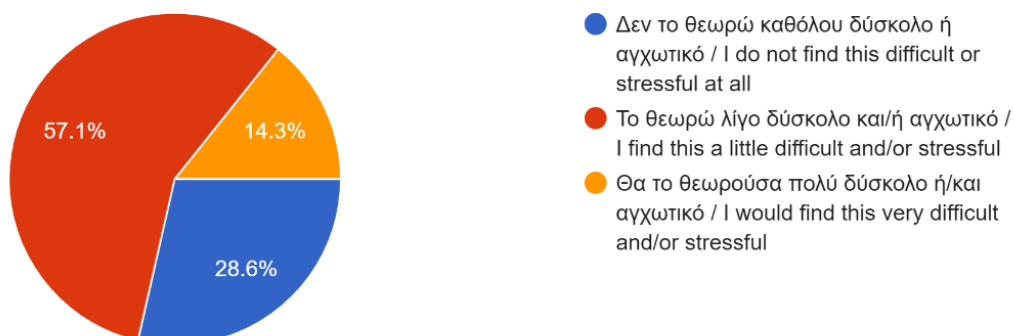 57.1%
14.3%
28.6%
Δεν το θεωρώ καθόλου δύσκολο ή
αγχωτικό / I do not find this difficult or
stressful at all
Το θεωρώ λίγο δύσκολο και/ή αγχωτικό /
I find this a little difficult and/or stressful
Θα το θεωρούσα πολύ δύσκολο ή/και
αγχωτικό / I would find this very difficult
and/or stressful